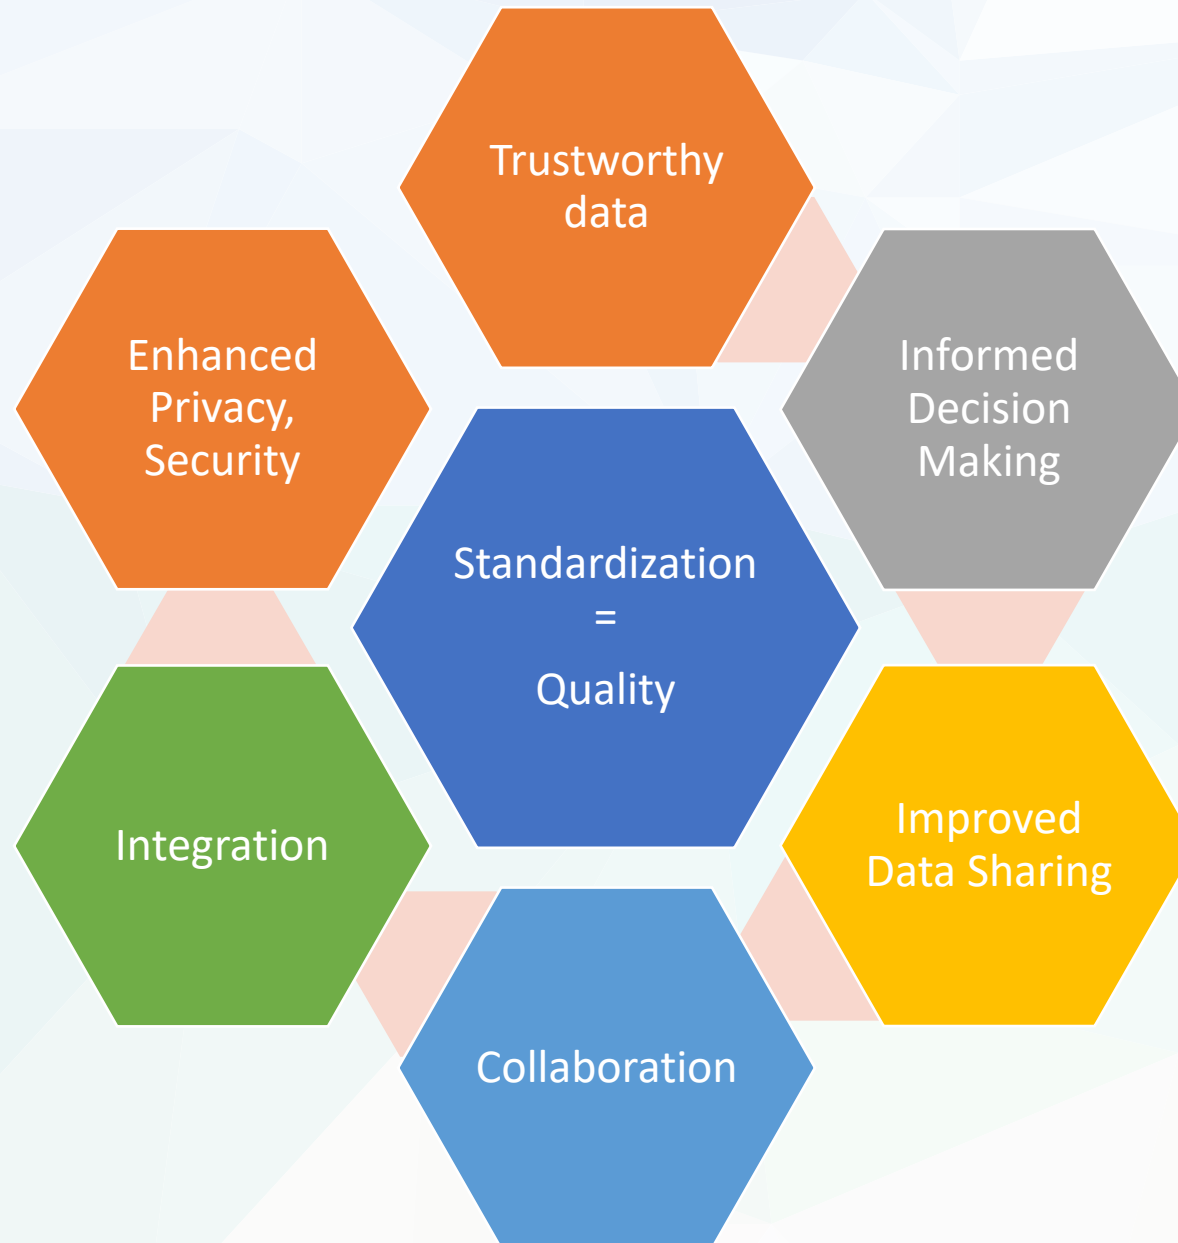 Trustworthy
data
Informed
Decision
Making
Improved
Data Sharing
Collaboration
Integration
Enhanced
Privacy,
Security
Standardization
=
Quality